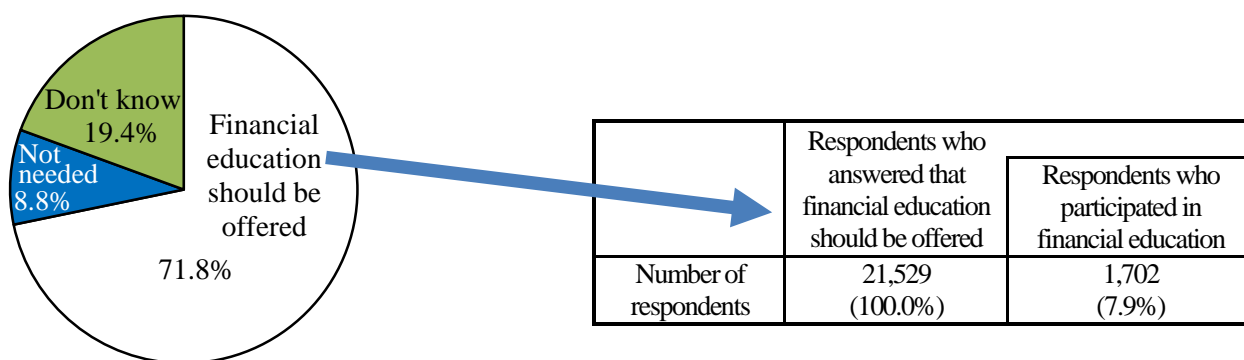 Don't know
19.4%
Not
needed
8.8%
Financial
education
should be
offered
71.8%
Respondents who
answered that
financial education
should be offered
Respondents who
participated in
financial education
Number of
respondents
21,529
(100.0%)
1,702
(7.9%)